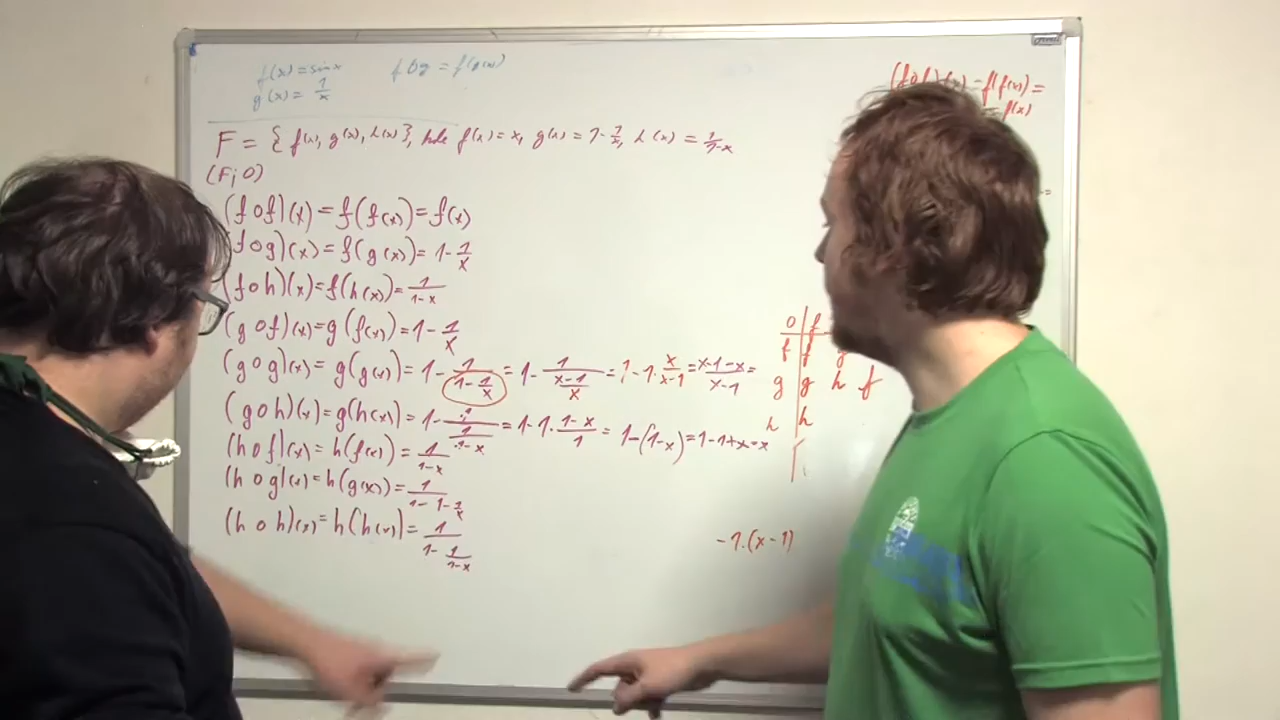 f(x) = sin x
f o g = f(g(x))
g(x) = 1/x
(f o f)(x) = f(f(x)) =
= f(x)
F = { f(x), g(x), h(x) }, kde f(x) = x, g(x) = 1 - 1/x, h(x) = 1/(1-x)
(F; o)
(f o f)(x) = f(f(x)) = f(x)
f o g)(x) = f(g(x)) = 1 - 1/x
(f o h)(x) = f(h(x)) = 1/(1-x)
(g o f)(x) = g(f(x)) = 1 - 1/x
(g o g)(x) = g(g(x)) = 1 - 1/(1 - 1/x) = 1 - 1/((x-1)/x) = 1 - 1 · x/(x-1) = (x-1-x)/(x-1) =
(g o h)(x) = g(h(x)) = 1 - 1/(1/(1-x)) = 1 - 1 · (1-x)/1 = 1 - (1-x) = 1 - 1 + x = x
(h o f)(x) = h(f(x)) = 1/(1-x)
(h o g)(x) = h(g(x)) = 1/(1 - 1 - 1/x)
(h o h)(x) = h(h(x)) = 1/(1 - 1/(1-x))
o f
f f g
g g h f
h h
-1·(x-1)